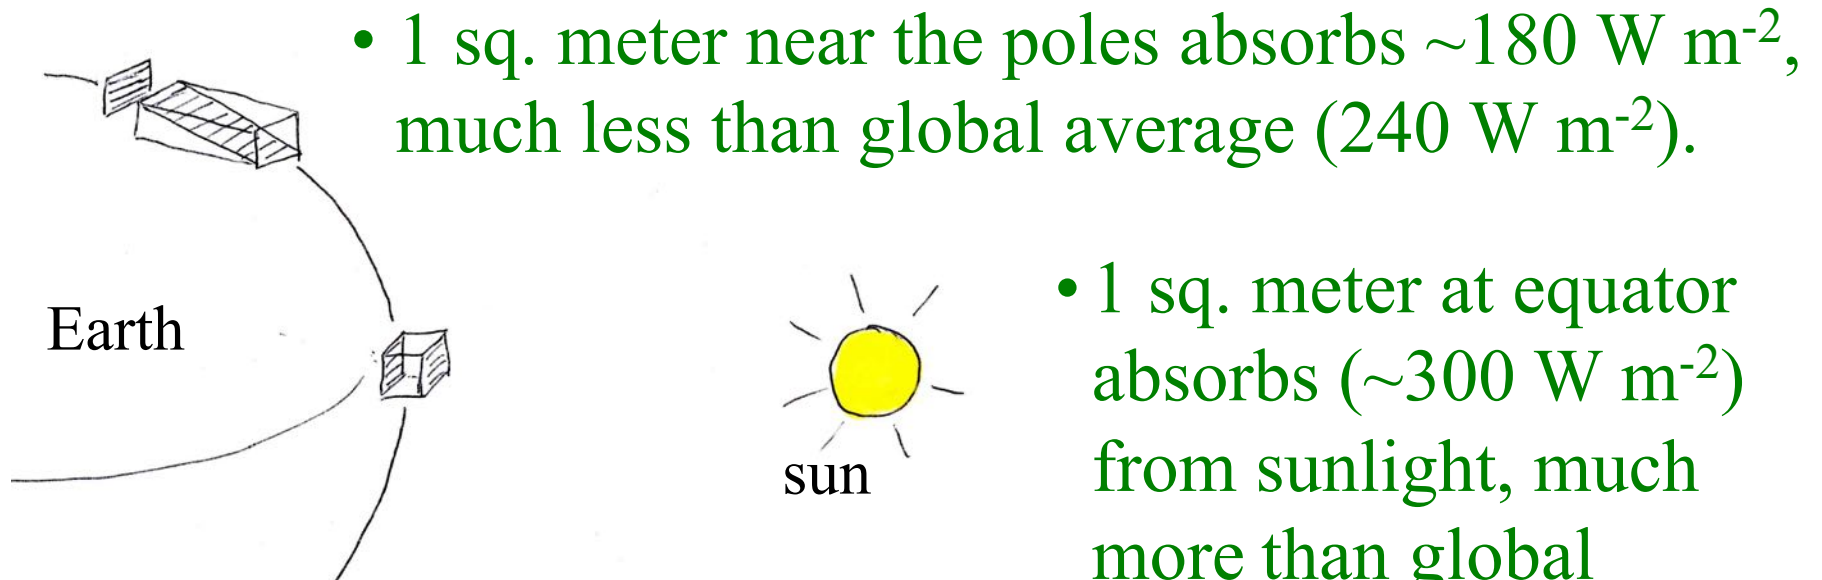 • 1 sq. meter near the poles absorbs ~180 W m-2,
much less than global average (240 W m-2).
Earth
• 1 sq. meter at equator
absorbs (~300 W m-2)
from sunlight, much
more than global
sun